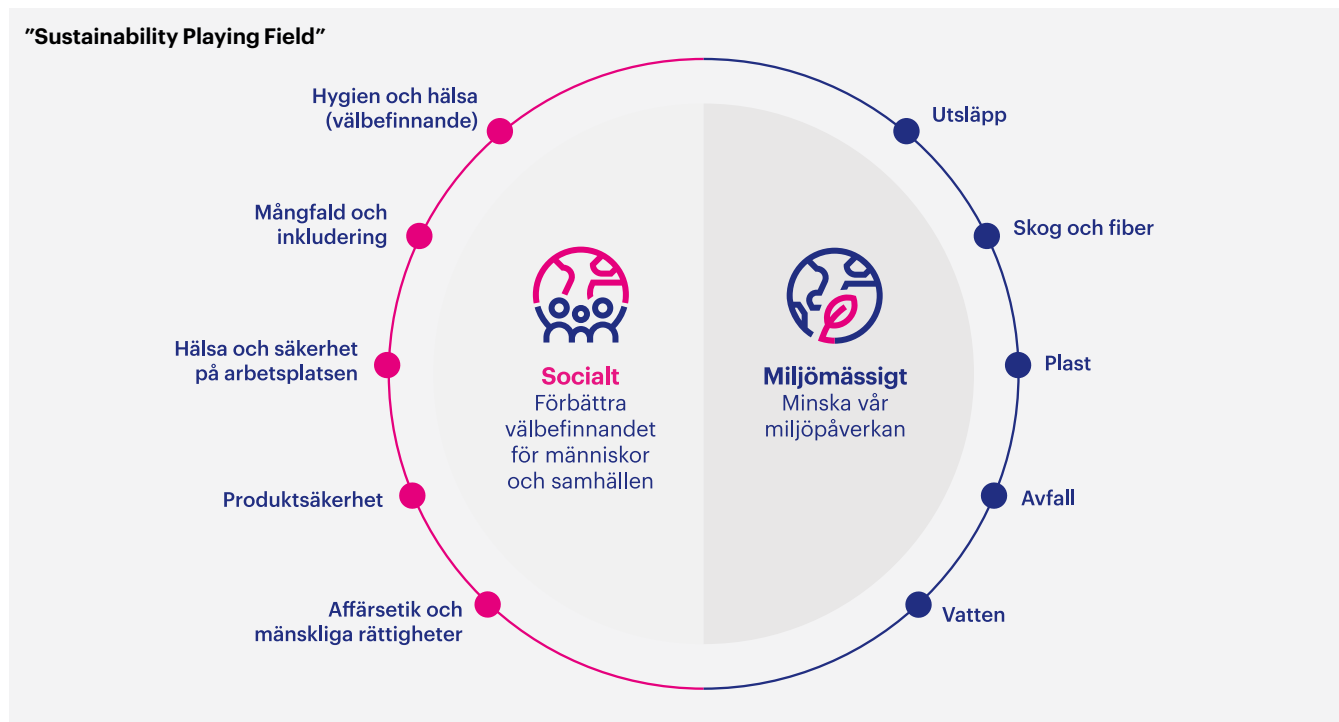 ”Sustainability Playing Field”
Hygien och hälsa
(välbefinnande)
Mångfald och
inkludering
Hälsa och säkerhet
på arbetsplatsen
Produktsäkerhet
Affärsetik och
mänskliga rättigheter
Socialt
Förbättra
välbefinnandet
för människor
och samhällen
Miljömässigt
Minska vår
miljöpåverkan
Utsläpp
Skog och fiber
Plast
Avfall
Vatten